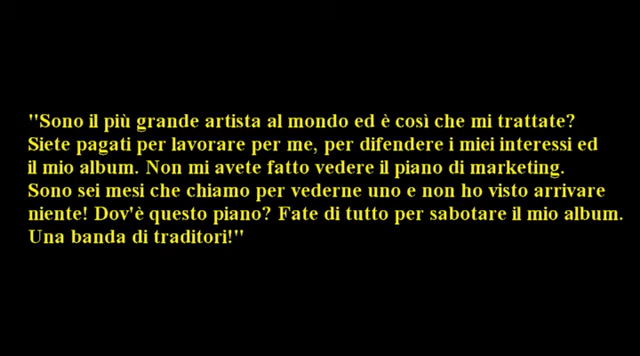 "Sono il più grande artista al mondo ed è così che mi trattate?
Siete pagati per lavorare per me, per difendere i miei interessi ed
il mio album. Non mi avete fatto vedere il piano di marketing.
Sono sei mesi che chiamo per vederne uno e non ho visto arrivare
niente! Dov'è questo piano? Fate di tutto per sabotare il mio album.
Una banda di traditori!"